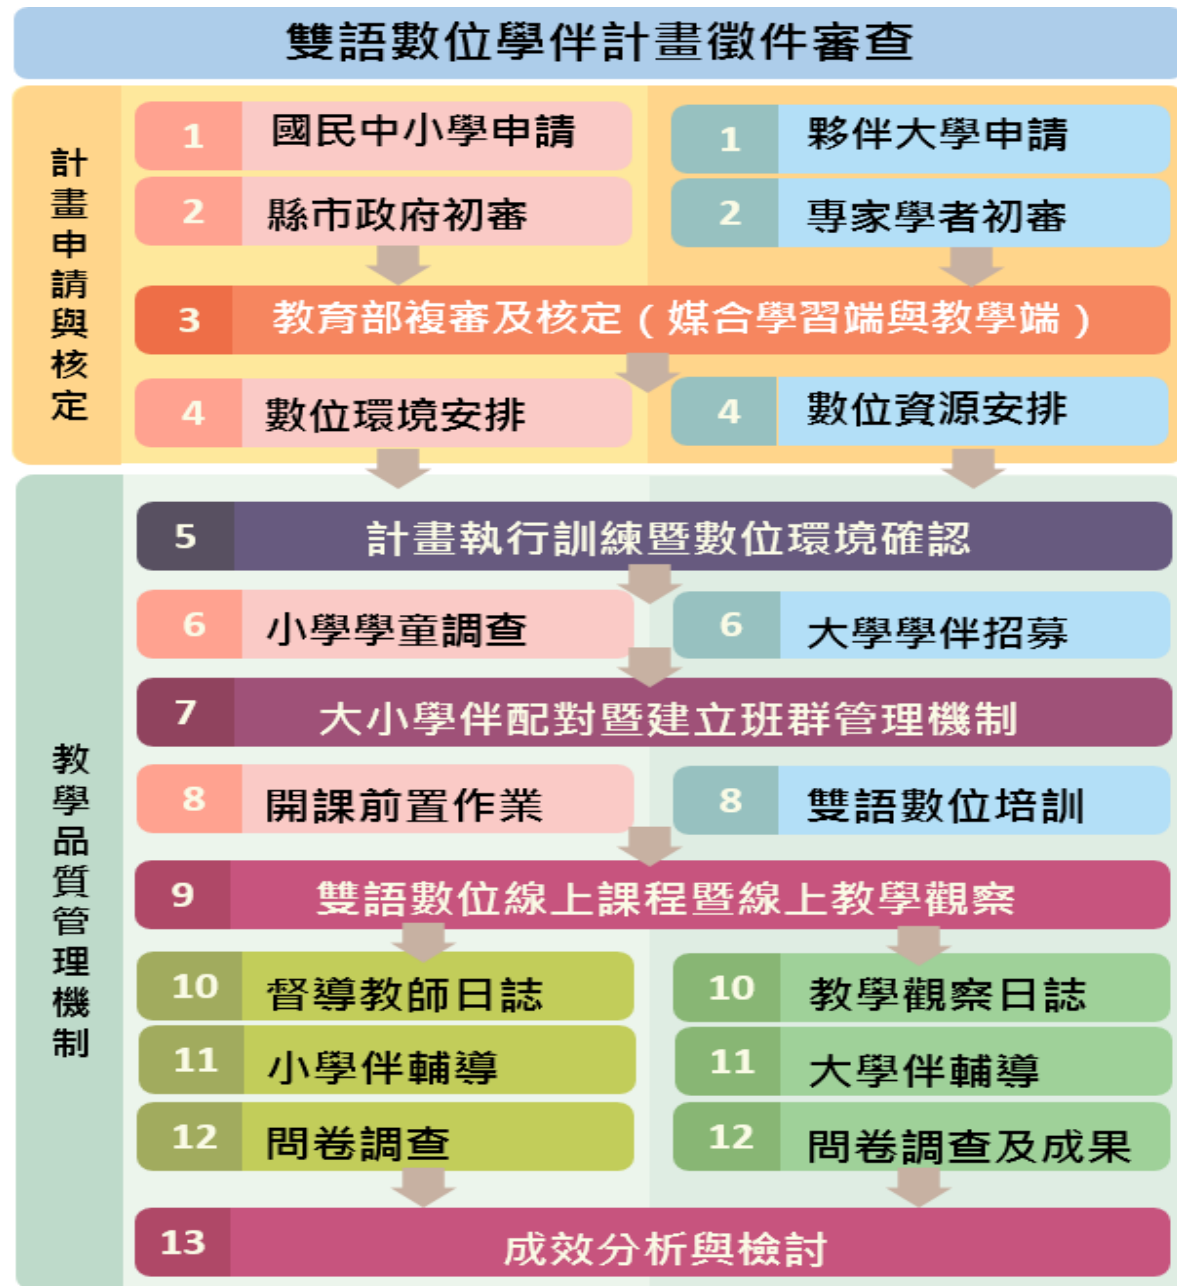 雙語數位學伴計畫徵件審查
計畫申請與核定
1 國民中小學申請
1 夥伴大學申請
2 縣市政府初審
2 專家學者初審
3 教育部複審及核定（媒合學習端與教學端）
4 數位環境安排
4 數位資源安排
教學品質管理機制
5 計畫執行訓練暨數位環境確認
6 小學學童調查
6 大學學伴招募
7 大小學伴配對暨建立班群管理機制
8 開課前置作業
8 雙語數位培訓
9 雙語數位線上課程暨線上教學觀察
10 督導教師日誌
10 教學觀察日誌
11 小學伴輔導
11 大學伴輔導
12 問卷調查
12 問卷調查及成果
13 成效分析與檢討